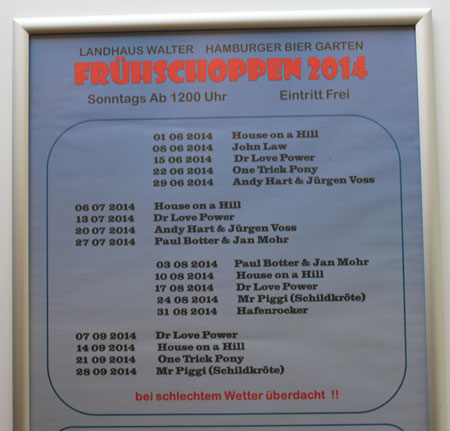 LANDHAUS WALTER HAMBURGER BIER GARTEN
FRÜHSCHOPPEN 2014
Sonntags Ab 1200 Uhr Eintritt Frei
01 06 2014 House on a Hill
08 06 2014 John Law
15 06 2014 Dr Love Power
22 06 2014 One Trick Pony
29 06 2014 Andy Hart & Jürgen Voss
06 07 2014 House on a Hill
13 07 2014 Dr Love Power
20 07 2014 Andy Hart & Jürgen Voss
27 07 2014 Paul Botter & Jan Mohr
03 08 2014 Paul Botter & Jan Mohr
10 08 2014 House on a Hill
17 08 2014 Dr Love Power
24 08 2014 Mr Piggi (Schildkröte)
31 08 2014 Hafenrocker
07 09 2014 Dr Love Power
14 09 2014 House on a Hill
21 09 2014 One Trick Pony
28 09 2014 Mr Piggi (Schildkröte)
bei schlechtem Wetter überdacht !!